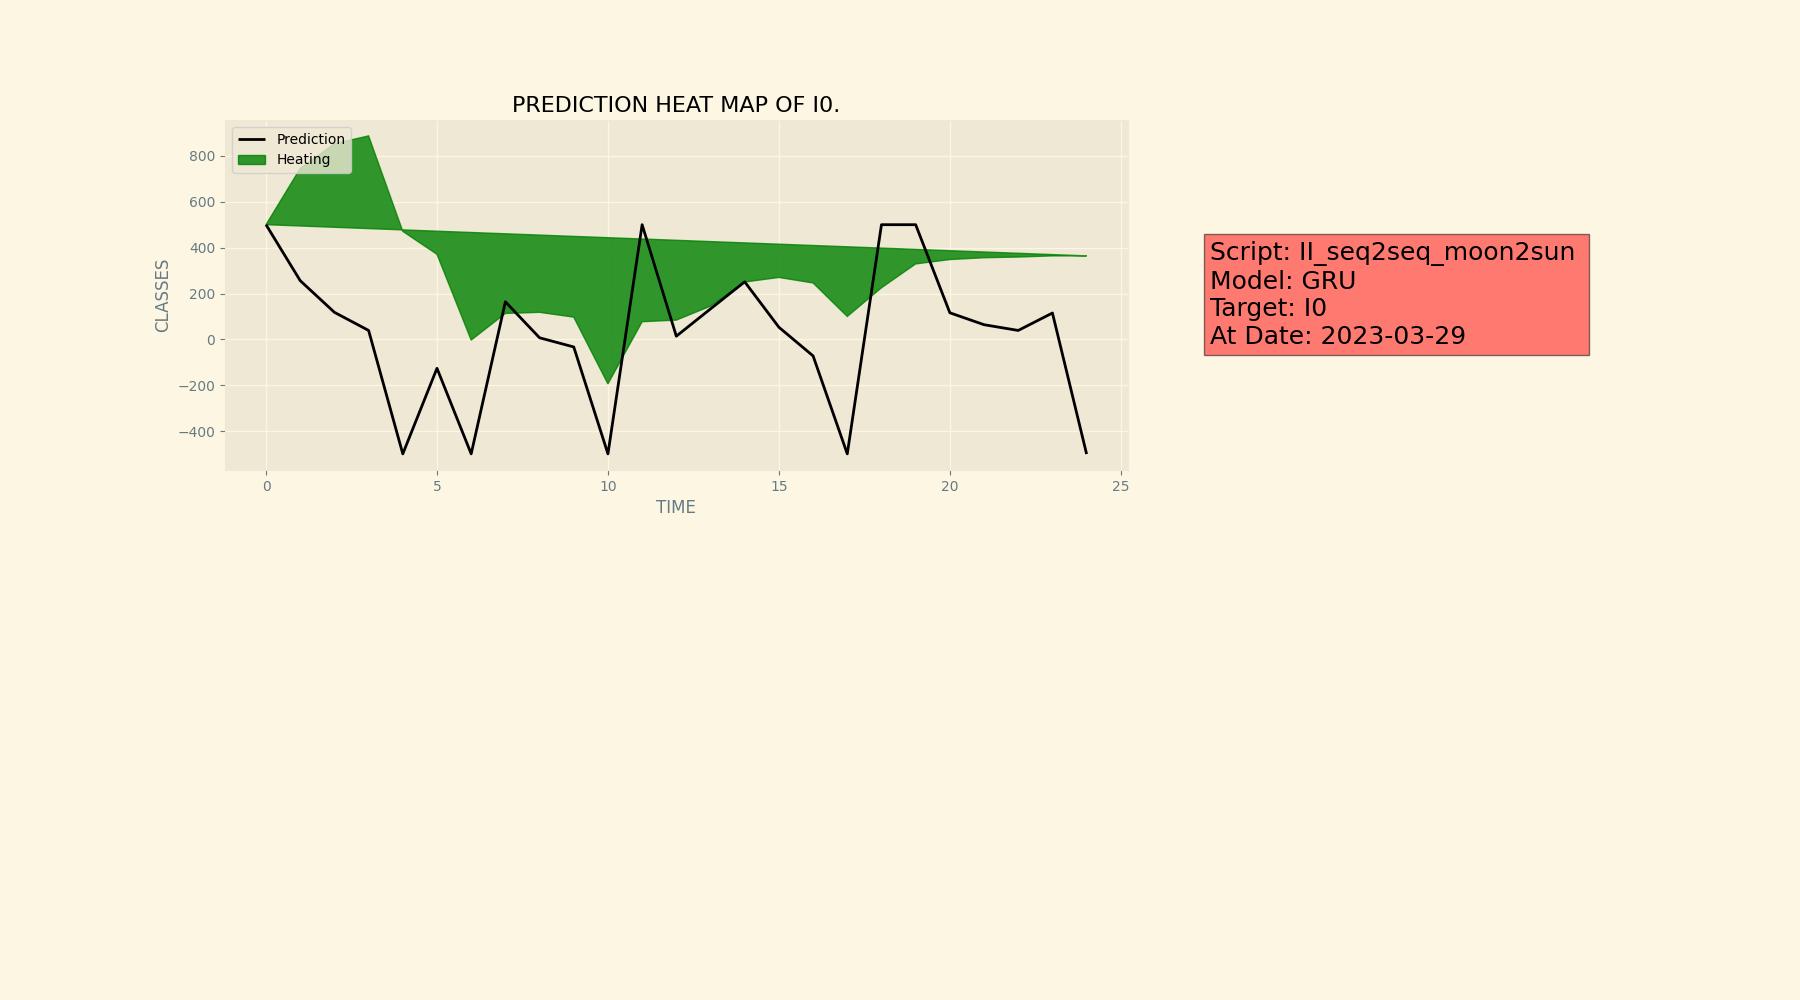 PREDICTION HEAT MAP OF I0.
Prediction
Heating
800
600
400
200
0
−200
−400
CLASSES
0 5 10 15 20 25
TIME
Script: II_seq2seq_moon2sun
Model: GRU
Target: I0
At Date: 2023-03-29